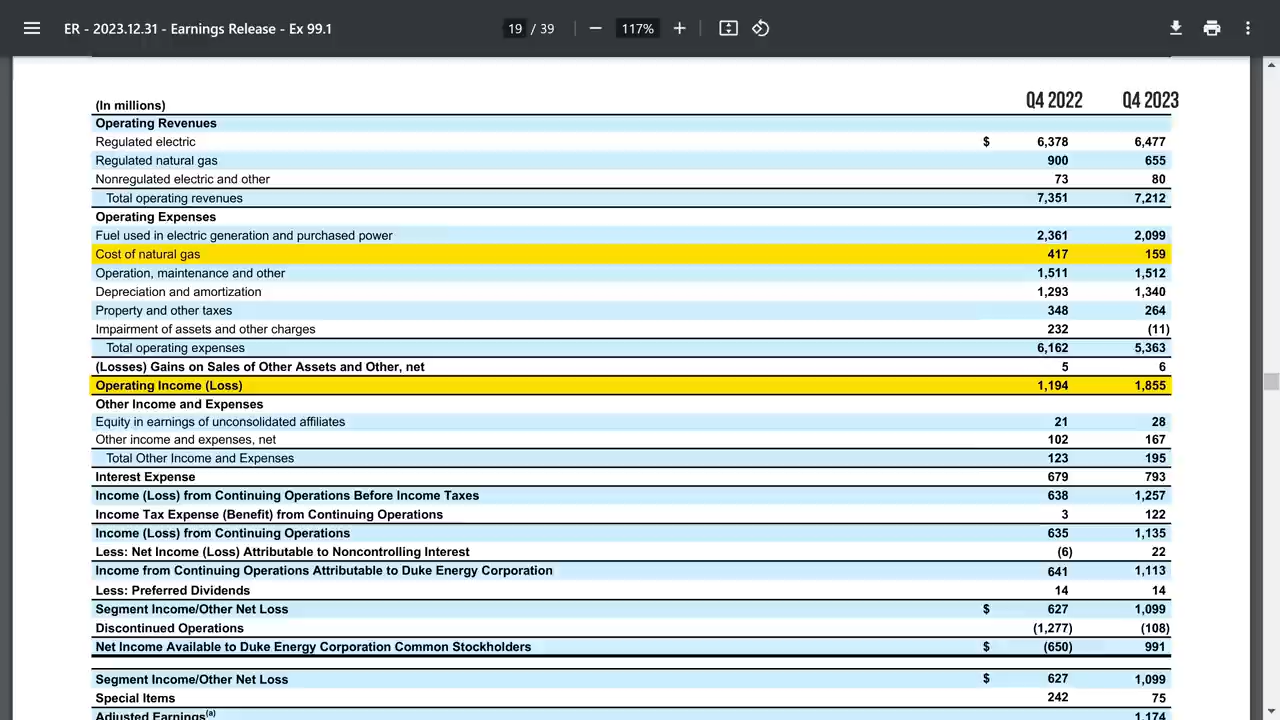 ER - 2023.12.31 - Earnings Release - Ex 99.1 19 / 39 − 117% +
(In millions) Q4 2022 Q4 2023
Operating Revenues
Regulated electric $ 6,378 6,477
Regulated natural gas 900 655
Nonregulated electric and other 73 80
Total operating revenues 7,351 7,212
Operating Expenses
Fuel used in electric generation and purchased power 2,361 2,099
Cost of natural gas 417 159
Operation, maintenance and other 1,511 1,512
Depreciation and amortization 1,293 1,340
Property and other taxes 348 264
Impairment of assets and other charges 232 (11)
Total operating expenses 6,162 5,363
(Losses) Gains on Sales of Other Assets and Other, net 5 6
Operating Income (Loss) 1,194 1,855
Other Income and Expenses
Equity in earnings of unconsolidated affiliates 21 28
Other income and expenses, net 102 167
Total Other Income and Expenses 123 195
Interest Expense 679 793
Income (Loss) from Continuing Operations Before Income Taxes 638 1,257
Income Tax Expense (Benefit) from Continuing Operations 3 122
Income (Loss) from Continuing Operations 635 1,135
Less: Net Income (Loss) Attributable to Noncontrolling Interest (6) 22
Income from Continuing Operations Attributable to Duke Energy Corporation 641 1,113
Less: Preferred Dividends 14 14
Segment Income/Other Net Loss $ 627 1,099
Discontinued Operations (1,277) (108)
Net Income Available to Duke Energy Corporation Common Stockholders $ (650) 991
Segment Income/Other Net Loss $ 627 1,099
Special Items 242 75
Adjusted Earnings(a) 1,174